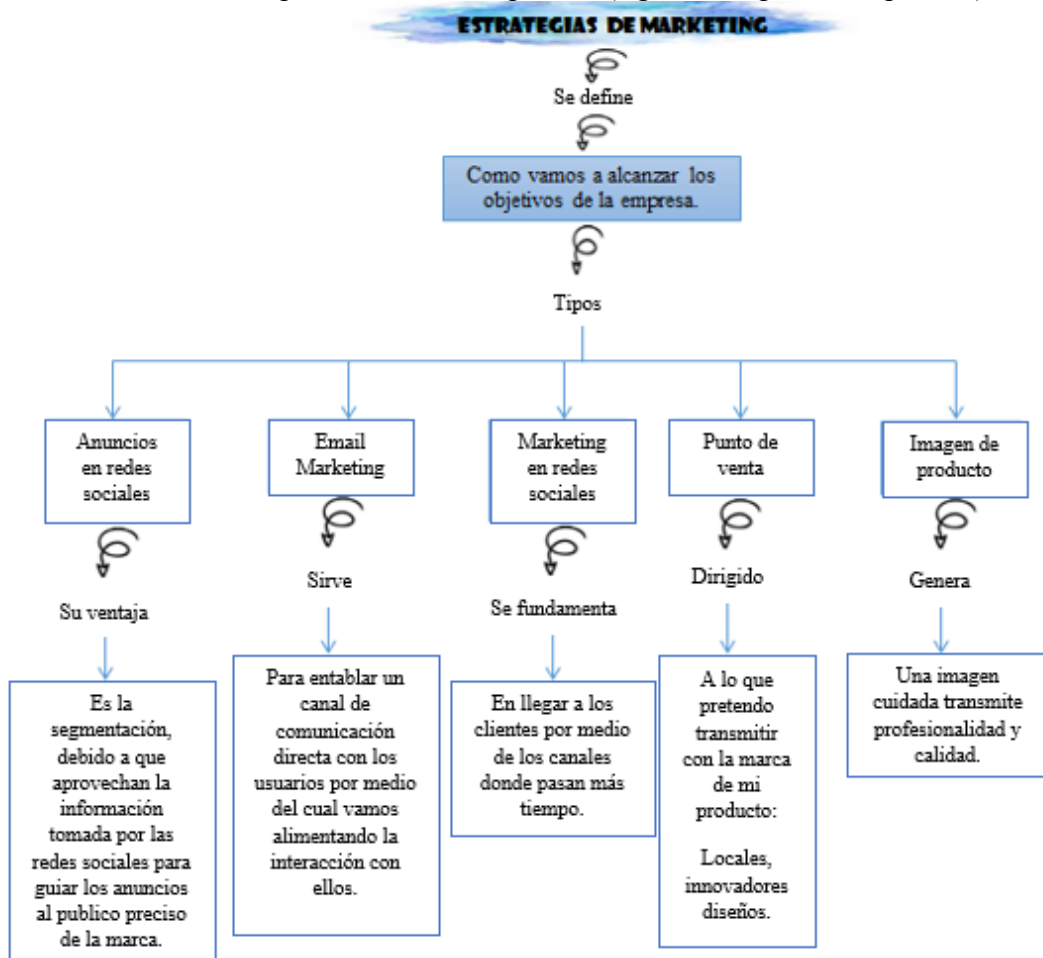 ESTRATEGIAS DE MARKETING
Se define
Como vamos a alcanzar los
objetivos de la empresa.
Tipos
Anuncios
en redes
sociales
Email
Marketing
Marketing
en redes
sociales
Punto de
venta
Imagen de
producto
Su ventaja
Sirve
Se fundamenta
Dirigido
Genera
Es la
segmentación,
debido a que
aprovechan la
información
tomada por las
redes sociales para
guiar los anuncios
al publico preciso
de la marca.
Para entablar un
canal de
comunicación
directa con los
usuarios por medio
del cual vamos
alimentando la
interacción con
ellos.
En llegar a los
clientes por medio
de los canales
donde pasan más
tiempo.
A lo que
pretendo
transmitir
con la marca
de mi
producto:
Locales,
innovadores
diseños.
Una imagen
cuidada transmite
profesionalidad y
calidad.